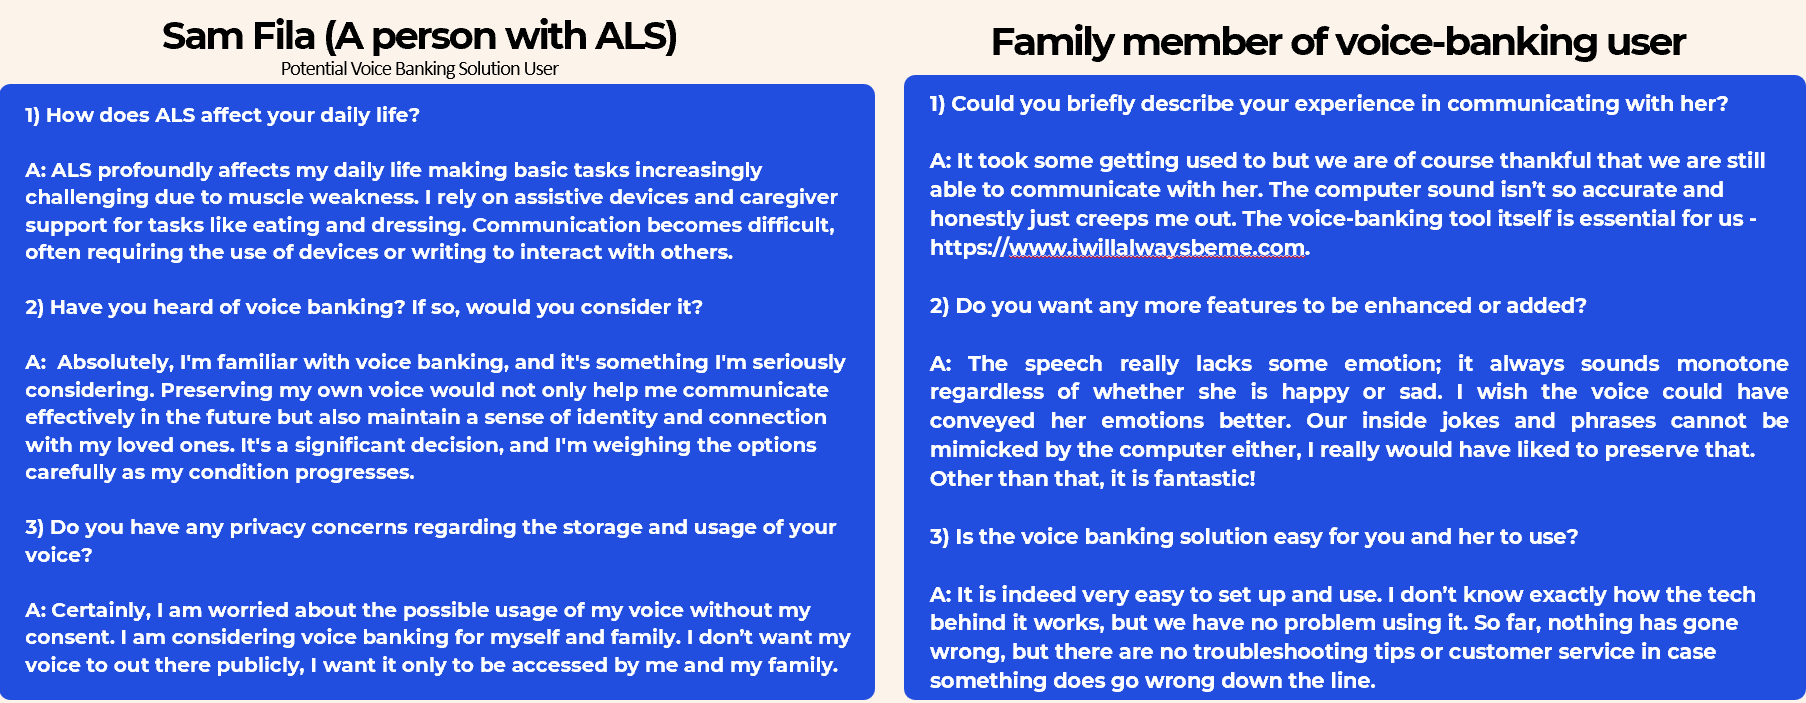 Sam Fila (A person with ALS)
Potential Voice Banking Solution User
1) How does ALS affect your daily life?
A: ALS profoundly affects my daily life making basic tasks increasingly
challenging due to muscle weakness. I rely on assistive devices and caregiver
support for tasks like eating and dressing. Communication becomes difficult,
often requiring the use of devices or writing to interact with others.
2) Have you heard of voice banking? If so, would you consider it?
A:  Absolutely, I'm familiar with voice banking, and it's something I'm seriously
considering. Preserving my own voice would not only help me communicate
effectively in the future but also maintain a sense of identity and connection
with my loved ones. It's a significant decision, and I'm weighing the options
carefully as my condition progresses.
3) Do you have any privacy concerns regarding the storage and usage of your
voice?
A: Certainly, I am worried about the possible usage of my voice without my
consent. I am considering voice banking for myself and family. I don’t want my
voice to out there publicly, I want it only to be accessed by me and my family.
Family member of voice-banking user
1) Could you briefly describe your experience in communicating with her?
A: It took some getting used to but we are of course thankful that we are still
able to communicate with her. The computer sound isn’t so accurate and
honestly just creeps me out. The voice-banking tool itself is essential for us -
https://www.iwillalwaysbeme.com.
2) Do you want any more features to be enhanced or added?
A: The speech really lacks some emotion; it always sounds monotone
regardless of whether she is happy or sad. I wish the voice could have
conveyed her emotions better. Our inside jokes and phrases cannot be
mimicked by the computer either, I really would have liked to preserve that.
Other than that, it is fantastic!
3) Is the voice banking solution easy for you and her to use?
A: It is indeed very easy to set up and use. I don’t know exactly how the tech
behind it works, but we have no problem using it. So far, nothing has gone
wrong, but there are no troubleshooting tips or customer service in case
something does go wrong down the line.